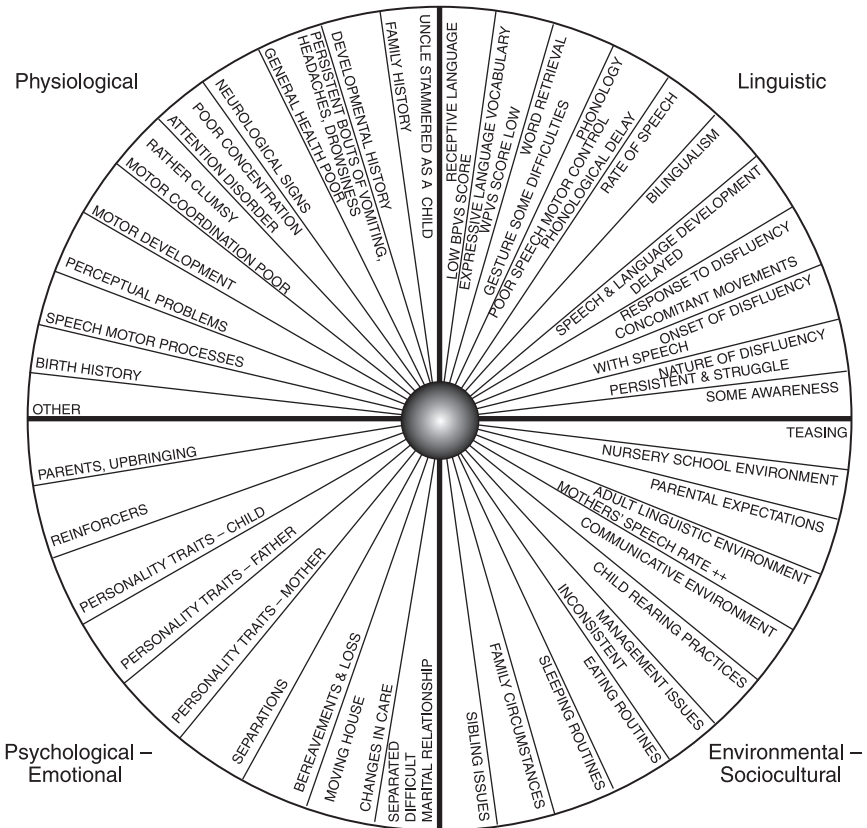 Physiological
Linguistic
UNCLE STAMMERED AS A CHILD
FAMILY HISTORY
DEVELOPMENTAL HISTORY
PERSISTENT BOUTS OF VOMITING,
HEADACHES, DROWSINESS
GENERAL HEALTH POOR
NEUROLOGICAL SIGNS
POOR CONCENTRATION
ATTENTION DISORDER
RATHER CLUMSY
MOTOR COORDINATION POOR
MOTOR DEVELOPMENT
PERCEPTUAL PROBLEMS
SPEECH MOTOR PROCESSES
BIRTH HISTORY
OTHER
RECEPTIVE LANGUAGE
LOW BPVS SCORE
EXPRESSIVE LANGUAGE VOCABULARY
WPVS SCORE LOW
WORD RETRIEVAL
GESTURE SOME DIFFICULTIES
PHONOLOGY
POOR SPEECH MOTOR CONTROL
PHONOLOGICAL DELAY
RATE OF SPEECH
BILINGUALISM
SPEECH & LANGUAGE DEVELOPMENT
DELAYED
RESPONSE TO DISFLUENCY
CONCOMITANT MOVEMENTS
ONSET OF DISFLUENCY
WITH SPEECH
NATURE OF DISFLUENCY
PERSISTENT & STRUGGLE
SOME AWARENESS
TEASING
NURSERY SCHOOL ENVIRONMENT
PARENTAL EXPECTATIONS
ADULT LINGUISTIC ENVIRONMENT
MOTHERS' SPEECH RATE ++
COMMUNICATIVE ENVIRONMENT
CHILD REARING PRACTICES
MANAGEMENT ISSUES
INCONSISTENT
EATING ROUTINES
SLEEPING ROUTINES
FAMILY CIRCUMSTANCES
SIBLING ISSUES
PARENTS, UPBRINGING
REINFORCERS
PERSONALITY TRAITS – CHILD
PERSONALITY TRAITS – FATHER
PERSONALITY TRAITS – MOTHER
SEPARATIONS
BEREAVEMENTS & LOSS
MOVING HOUSE
CHANGES IN CARE
SEPARATED
DIFFICULT
MARITAL RELATIONSHIP
Psychological –
Emotional
Environmental –
Sociocultural